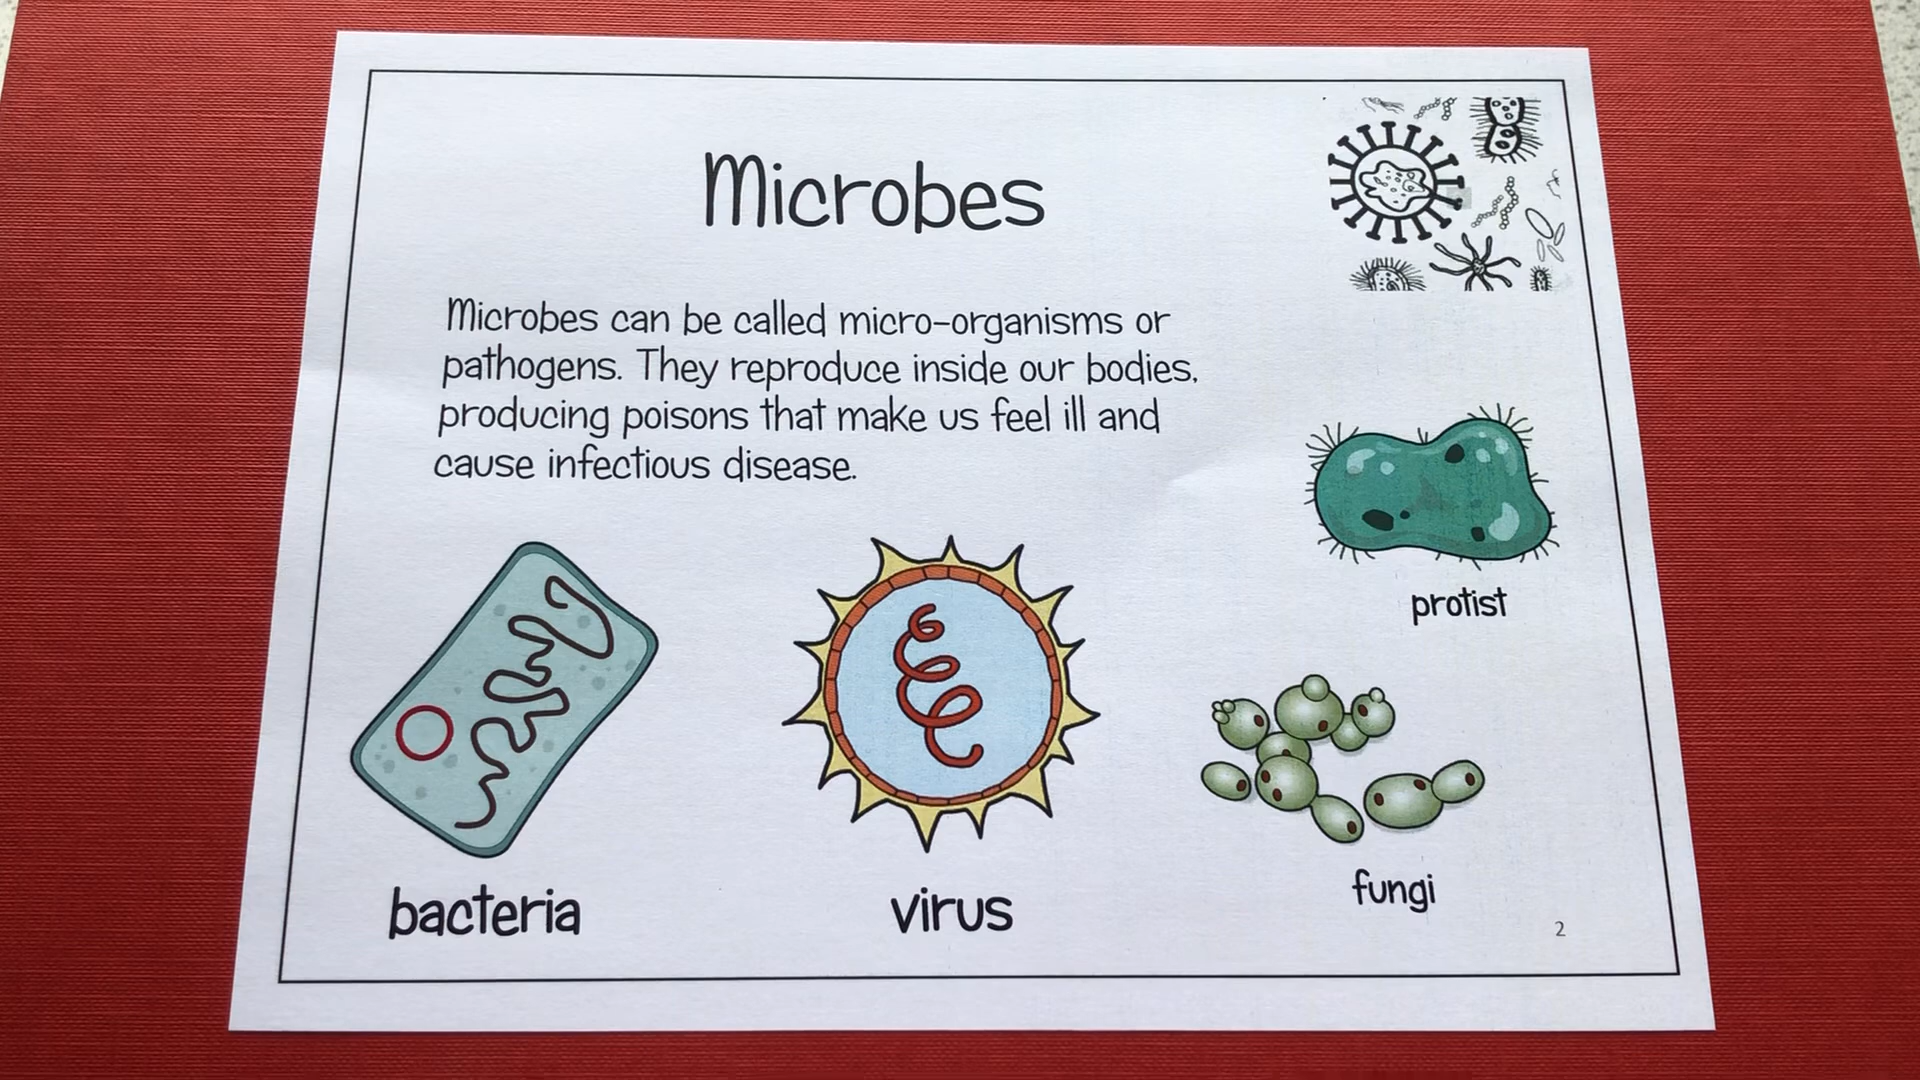 Microbes
Microbes can be called micro-organisms or
pathogens. They reproduce inside our bodies,
producing poisons that make us feel ill and
cause infectious disease.
protist
bacteria
virus
fungi
2